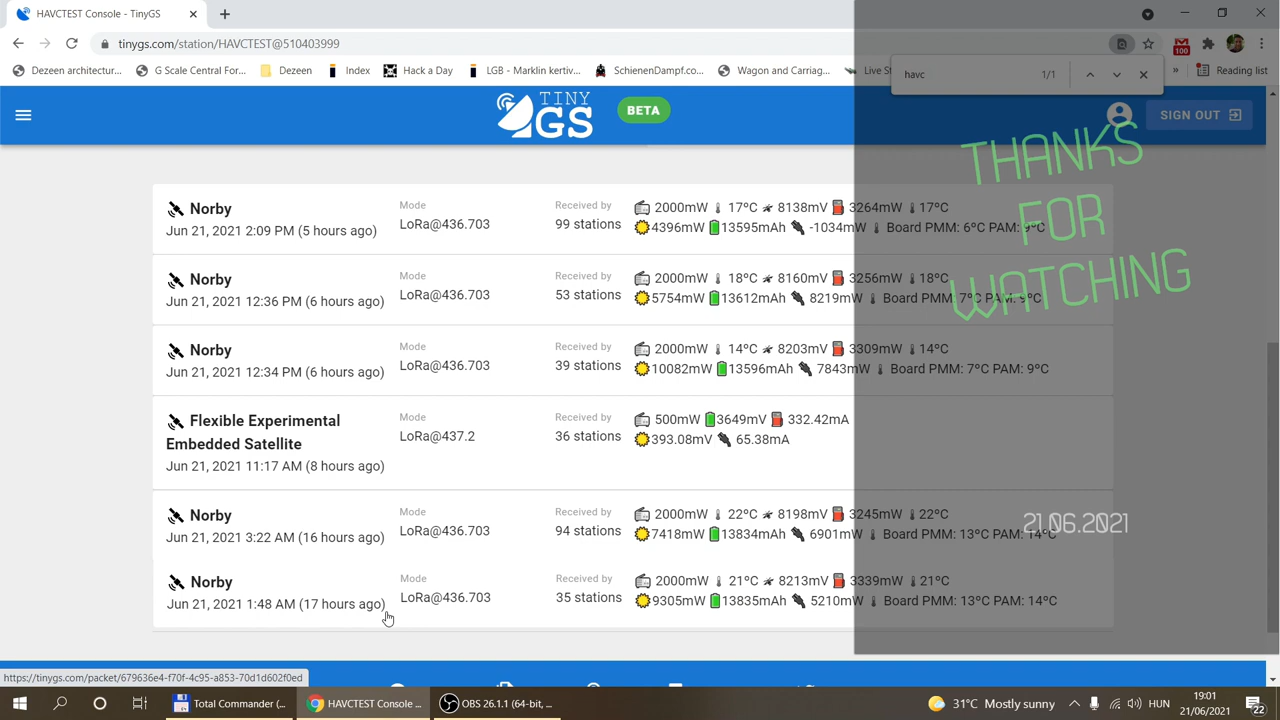 HAVCTEST Console - TinyGS
tinygs.com/station/HAVCTEST@510403999
100
Dezeen architectur...
G Scale Central For...
Dezeen
Index
Hack a Day
LGB - Marklin kertiv...
SchienenDampf.co...
Wagon and Carriag...
Live St
»
Reading list
havc
1/1
TINY
GS
BETA
SIGN OUT
THANKS
FOR
WATCHING
21.06.2021
Norby
Jun 21, 2021 2:09 PM (5 hours ago)
Mode
LoRa@436.703
Received by
99 stations
2000mW 17ºC 8138mV 3264mW 17ºC
4396mW 13595mAh -1034mW Board PMM: 6ºC PAM: 9ºC
Norby
Jun 21, 2021 12:36 PM (6 hours ago)
Mode
LoRa@436.703
Received by
53 stations
2000mW 18ºC 8160mV 3256mW 18ºC
5754mW 13612mAh 8219mW Board PMM: 7ºC PAM: 9ºC
Norby
Jun 21, 2021 12:34 PM (6 hours ago)
Mode
LoRa@436.703
Received by
39 stations
2000mW 14ºC 8203mV 3309mW 14ºC
10082mW 13596mAh 7843mW Board PMM: 7ºC PAM: 9ºC
Flexible Experimental
Embedded Satellite
Jun 21, 2021 11:17 AM (8 hours ago)
Mode
LoRa@437.2
Received by
36 stations
500mW 3649mV 332.42mA
393.08mV 65.38mA
Norby
Jun 21, 2021 3:22 AM (16 hours ago)
Mode
LoRa@436.703
Received by
94 stations
2000mW 22ºC 8198mV 3245mW 22ºC
7418mW 13834mAh 6901mW Board PMM: 13ºC PAM: 14ºC
Norby
Jun 21, 2021 1:48 AM (17 hours ago)
Mode
LoRa@436.703
Received by
35 stations
2000mW 21ºC 8213mV 3339mW 21ºC
9305mW 13835mAh 5210mW Board PMM: 13ºC PAM: 14ºC
https://tinygs.com/packet/679636e4-f70f-4c95-a853-70d1d602f0ed
Total Commander (...
HAVCTEST Console ...
OBS 26.1.1 (64-bit, ...
31°C Mostly sunny
HUN
19:01
21/06/2021
22